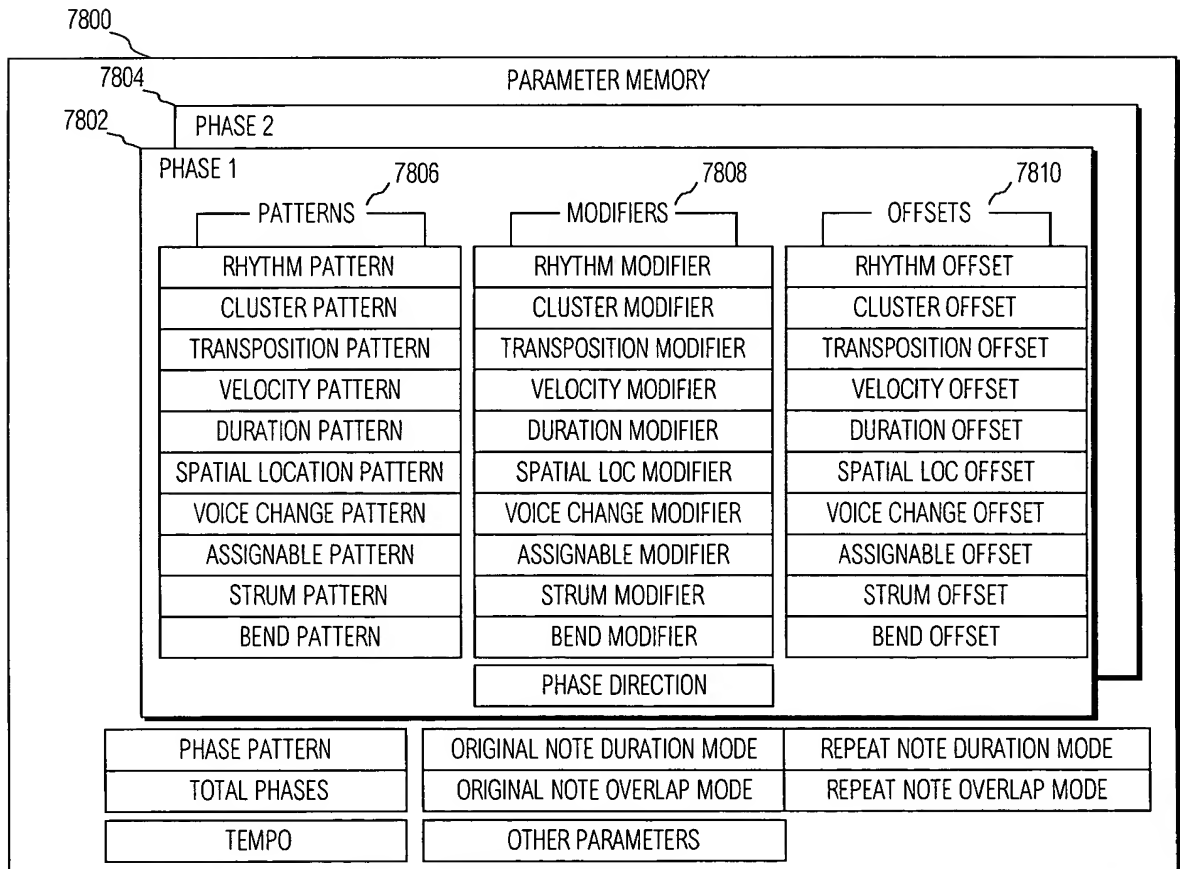 7800
PARAMETER MEMORY
7804
PHASE 2
7802
PHASE 1
7806 7808 7810
PATTERNS MODIFIERS OFFSETS
RHYTHM PATTERN RHYTHM MODIFIER RHYTHM OFFSET
CLUSTER PATTERN CLUSTER MODIFIER CLUSTER OFFSET
TRANSPOSITION PATTERN TRANSPOSITION MODIFIER TRANSPOSITION OFFSET
VELOCITY PATTERN VELOCITY MODIFIER VELOCITY OFFSET
DURATION PATTERN DURATION MODIFIER DURATION OFFSET
SPATIAL LOCATION PATTERN SPATIAL LOC MODIFIER SPATIAL LOC OFFSET
VOICE CHANGE PATTERN VOICE CHANGE MODIFIER VOICE CHANGE OFFSET
ASSIGNABLE PATTERN ASSIGNABLE MODIFIER ASSIGNABLE OFFSET
STRUM PATTERN STRUM MODIFIER STRUM OFFSET
BEND PATTERN BEND MODIFIER BEND OFFSET
PHASE DIRECTION
PHASE PATTERN ORIGINAL NOTE DURATION MODE REPEAT NOTE DURATION MODE
TOTAL PHASES ORIGINAL NOTE OVERLAP MODE REPEAT NOTE OVERLAP MODE
TEMPO OTHER PARAMETERS